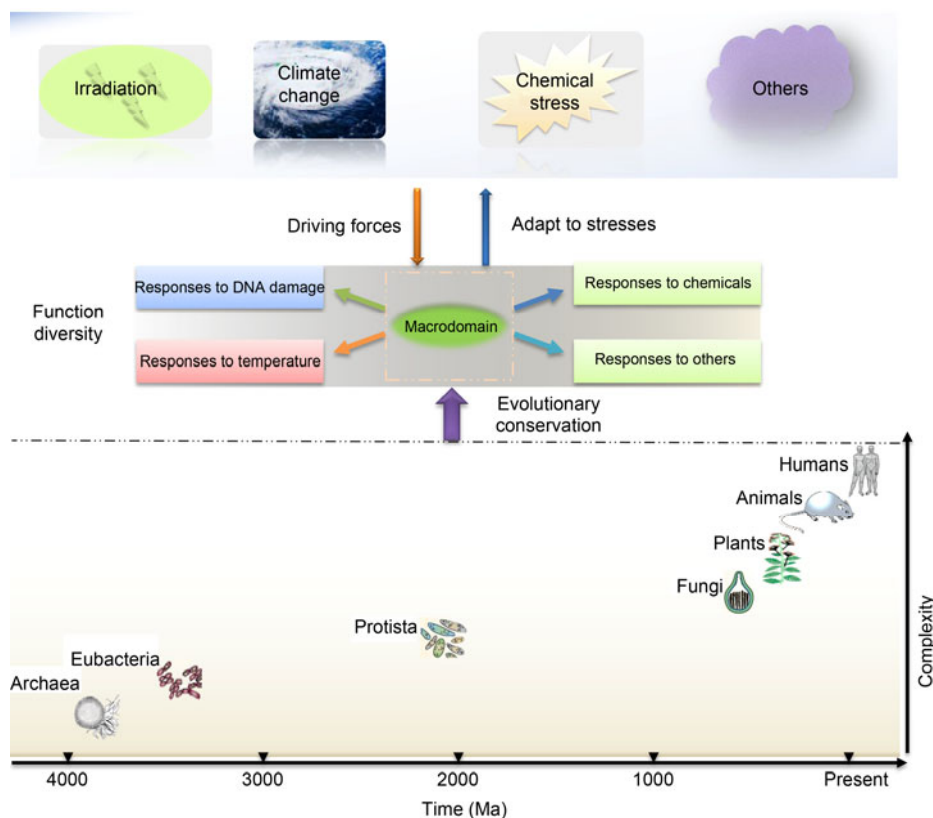 Irradiation
Climate
change
Chemical
stress
Others
Driving forces
Adapt to stresses
Function
diversity
Responses to DNA damage
Responses to temperature
Macrodomain
Responses to chemicals
Responses to others
Evolutionary
conservation
Humans
Animals
Plants
Fungi
Protista
Eubacteria
Archaea
Complexity
4000
3000
2000
1000
Present
Time (Ma)